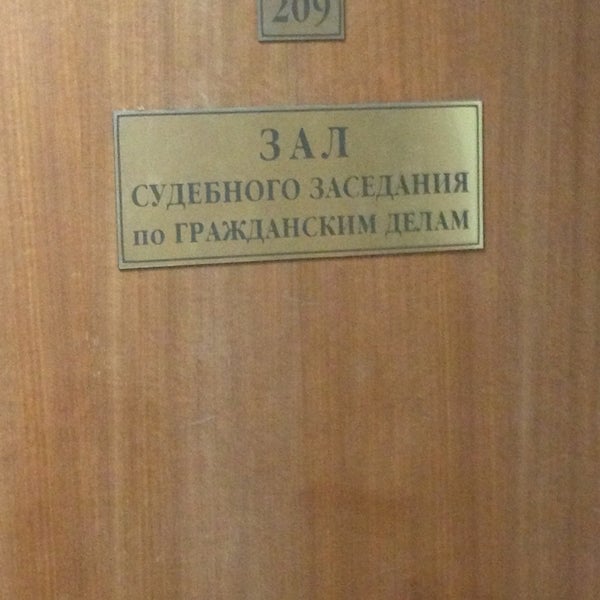 209
ЗАЛ
СУДЕБНОГО ЗАСЕДАНИЯ
по ГРАЖДАНСКИМ ДЕЛАМ